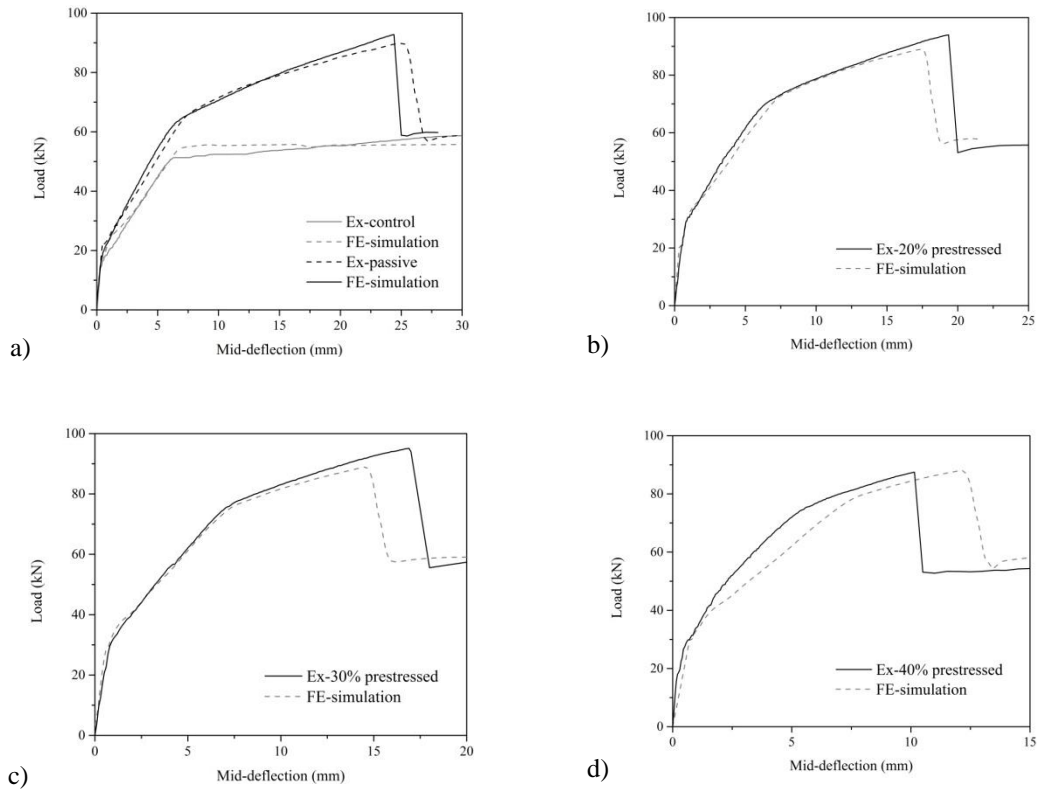 100
80
60
40
20
0
Load (kN)
Ex-control
FE-simulation
Ex-passive
FE-simulation
0 5 10 15 20 25 30
Mid-deflection (mm)
a)
100
80
60
40
20
0
Load (kN)
Ex-20% prestressed
FE-simulation
0 5 10 15 20 25
Mid-deflection (mm)
b)
100
80
60
40
20
0
Load (kN)
Ex-30% prestressed
FE-simulation
0 5 10 15 20
Mid-deflection (mm)
c)
100
80
60
40
20
0
Load (kN)
Ex-40% prestressed
FE-simulation
0 5 10 15
Mid-deflection (mm)
d)